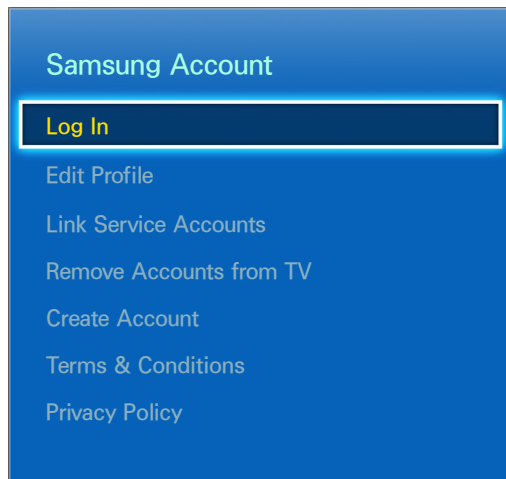 Samsung Account
Log In
Edit Profile
Link Service Accounts
Remove Accounts from TV
Create Account
Terms & Conditions
Privacy Policy